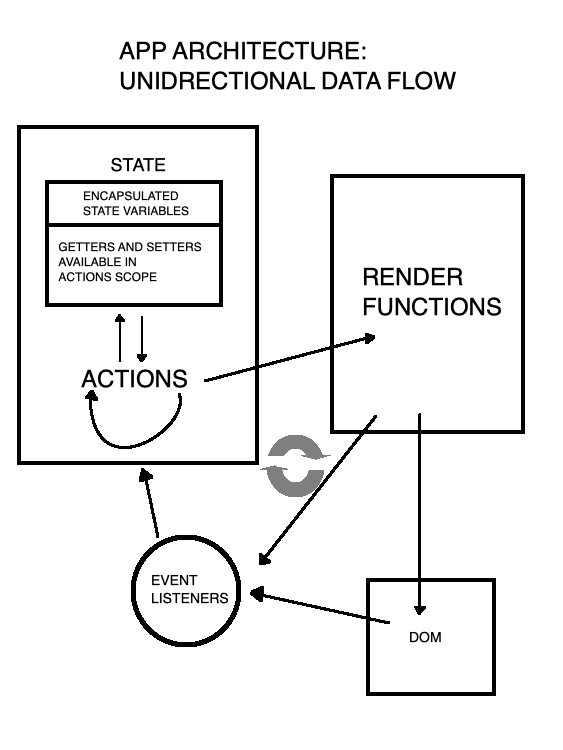 APP ARCHITECTURE:
UNIDRECTIONAL DATA FLOW
STATE
ENCAPSULATED
STATE VARIABLES
GETTERS AND SETTERS
AVAILABLE IN
ACTIONS SCOPE
ACTIONS
RENDER
FUNCTIONS
EVENT
LISTENERS
DOM